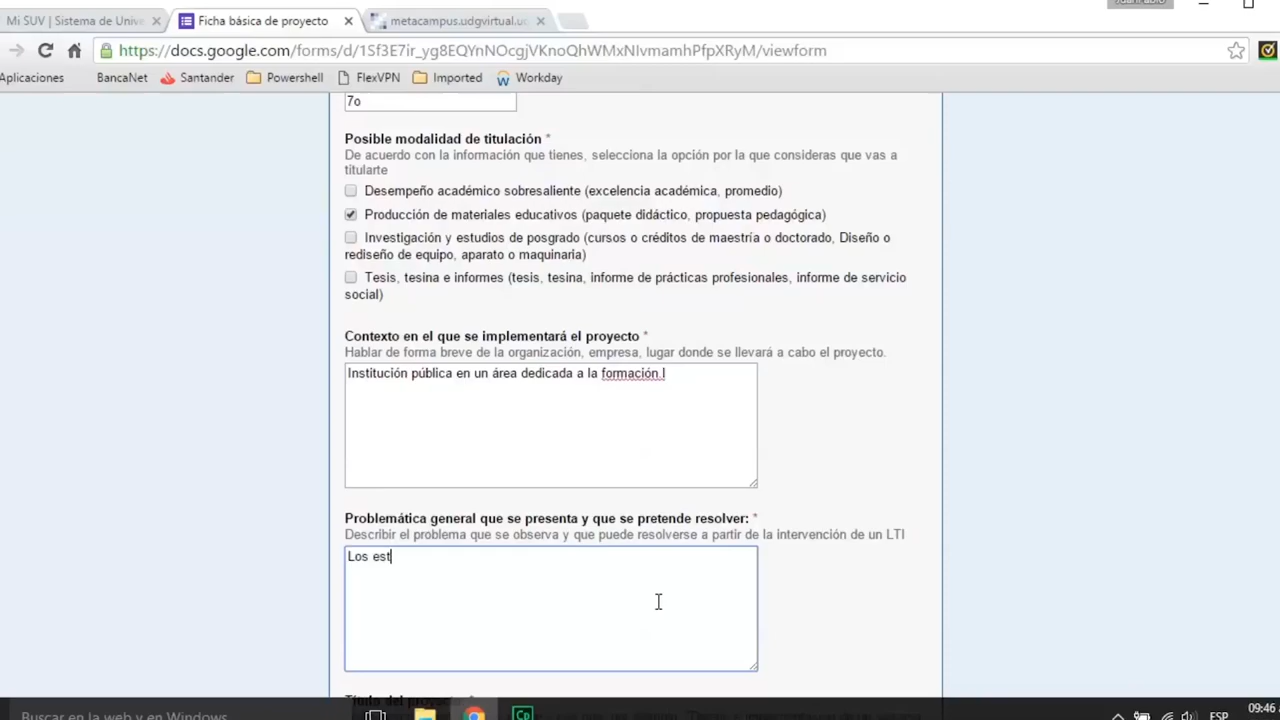 Mi SUV | Sistema de Unive
Ficha básica de proyecto
metacampus.udgvirtual.u
https://docs.google.com/forms/d/1Sf3E7ir_yg8EQYnNOcgjVKnoQhWMxNIvmamhPfpXRyM/viewform
Aplicaciones BancaNet Santander Powershell FlexVPN Imported Workday
7o
Posible modalidad de titulación *
De acuerdo con la información que tienes, selecciona la opción por la que consideras que vas a
titularte
Desempeño académico sobresaliente (excelencia académica, promedio)
Producción de materiales educativos (paquete didáctico, propuesta pedagógica)
Investigación y estudios de posgrado (cursos o créditos de maestría o doctorado, Diseño o
rediseño de equipo, aparato o maquinaria)
Tesis, tesina e informes (tesis, tesina, informe de prácticas profesionales, informe de servicio
social)
Contexto en el que se implementará el proyecto *
Hablar de forma breve de la organización, empresa, lugar donde se llevará a cabo el proyecto.
Institución pública en un área dedicada a la formación.l
Problemática general que se presenta y que se pretende resolver: *
Describir el problema que se observa y que puede resolverse a partir de la intervención de un LTI
Los est
Título del proyecto *
Buscar en la web y en Windows
Cp
ESP
09:46